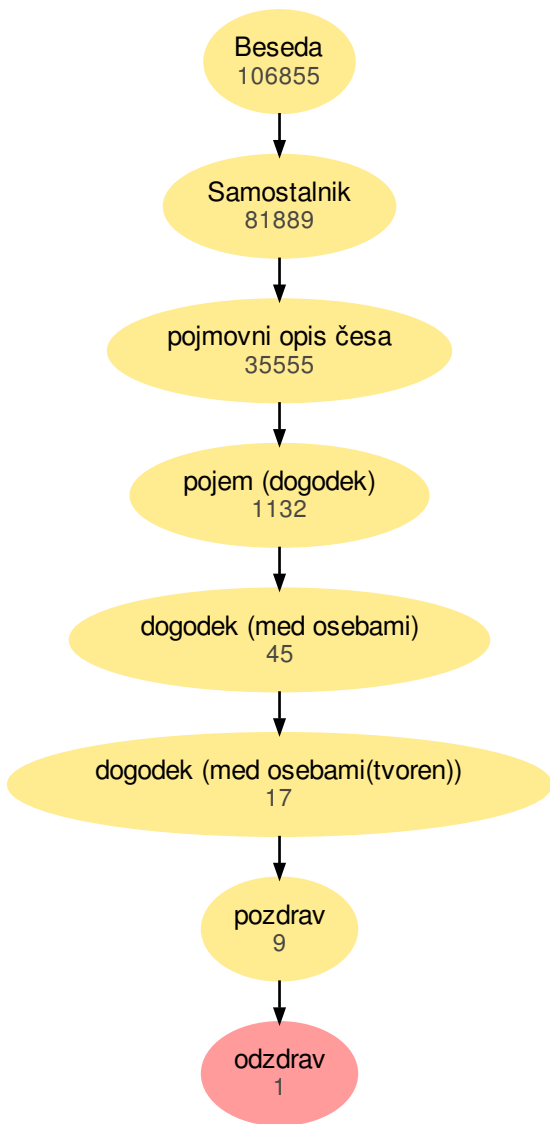 Beseda
106855
Samostalnik
81889
pojmovni opis česa
35555
pojem (dogodek)
1132
dogodek (med osebami)
45
dogodek (med osebami(tvoren))
17
pozdrav
9
odzdrav
1